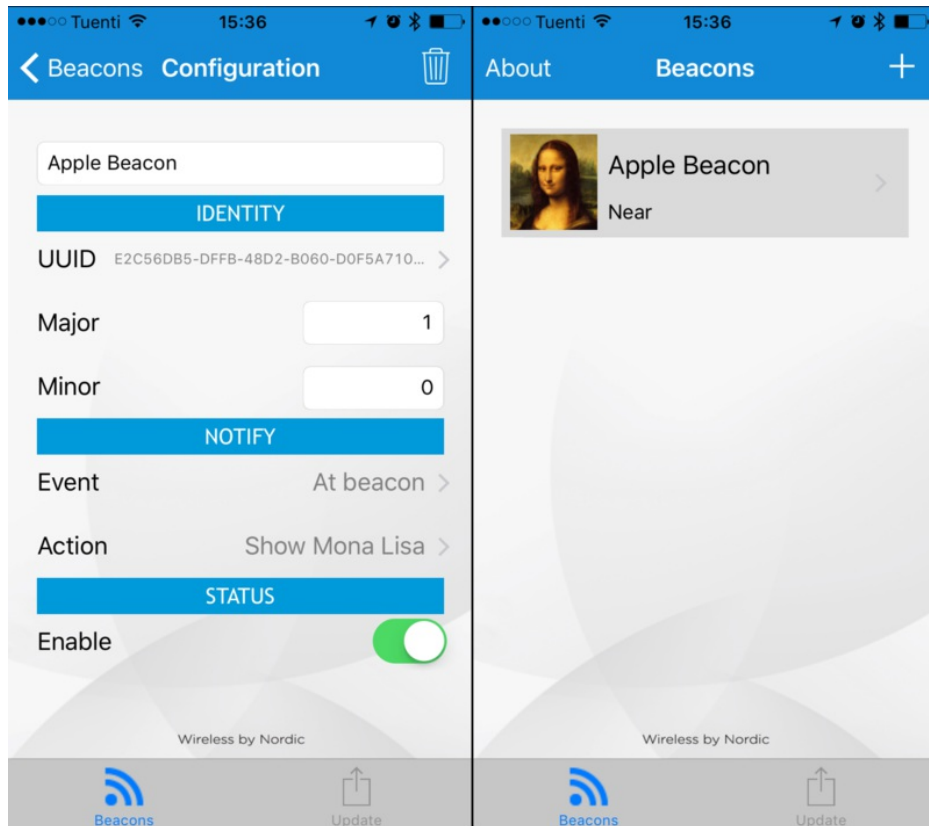 Tuenti 15:36
Beacons Configuration
Apple Beacon
IDENTITY
UUID E2C56DB5-DFFB-48D2-B060-D0F5A710...
Major 1
Minor 0
NOTIFY
Event At beacon
Action Show Mona Lisa
STATUS
Enable
Wireless by Nordic
Beacons Update
Tuenti 15:36
About Beacons +
Apple Beacon
Near
Wireless by Nordic
Beacons Update